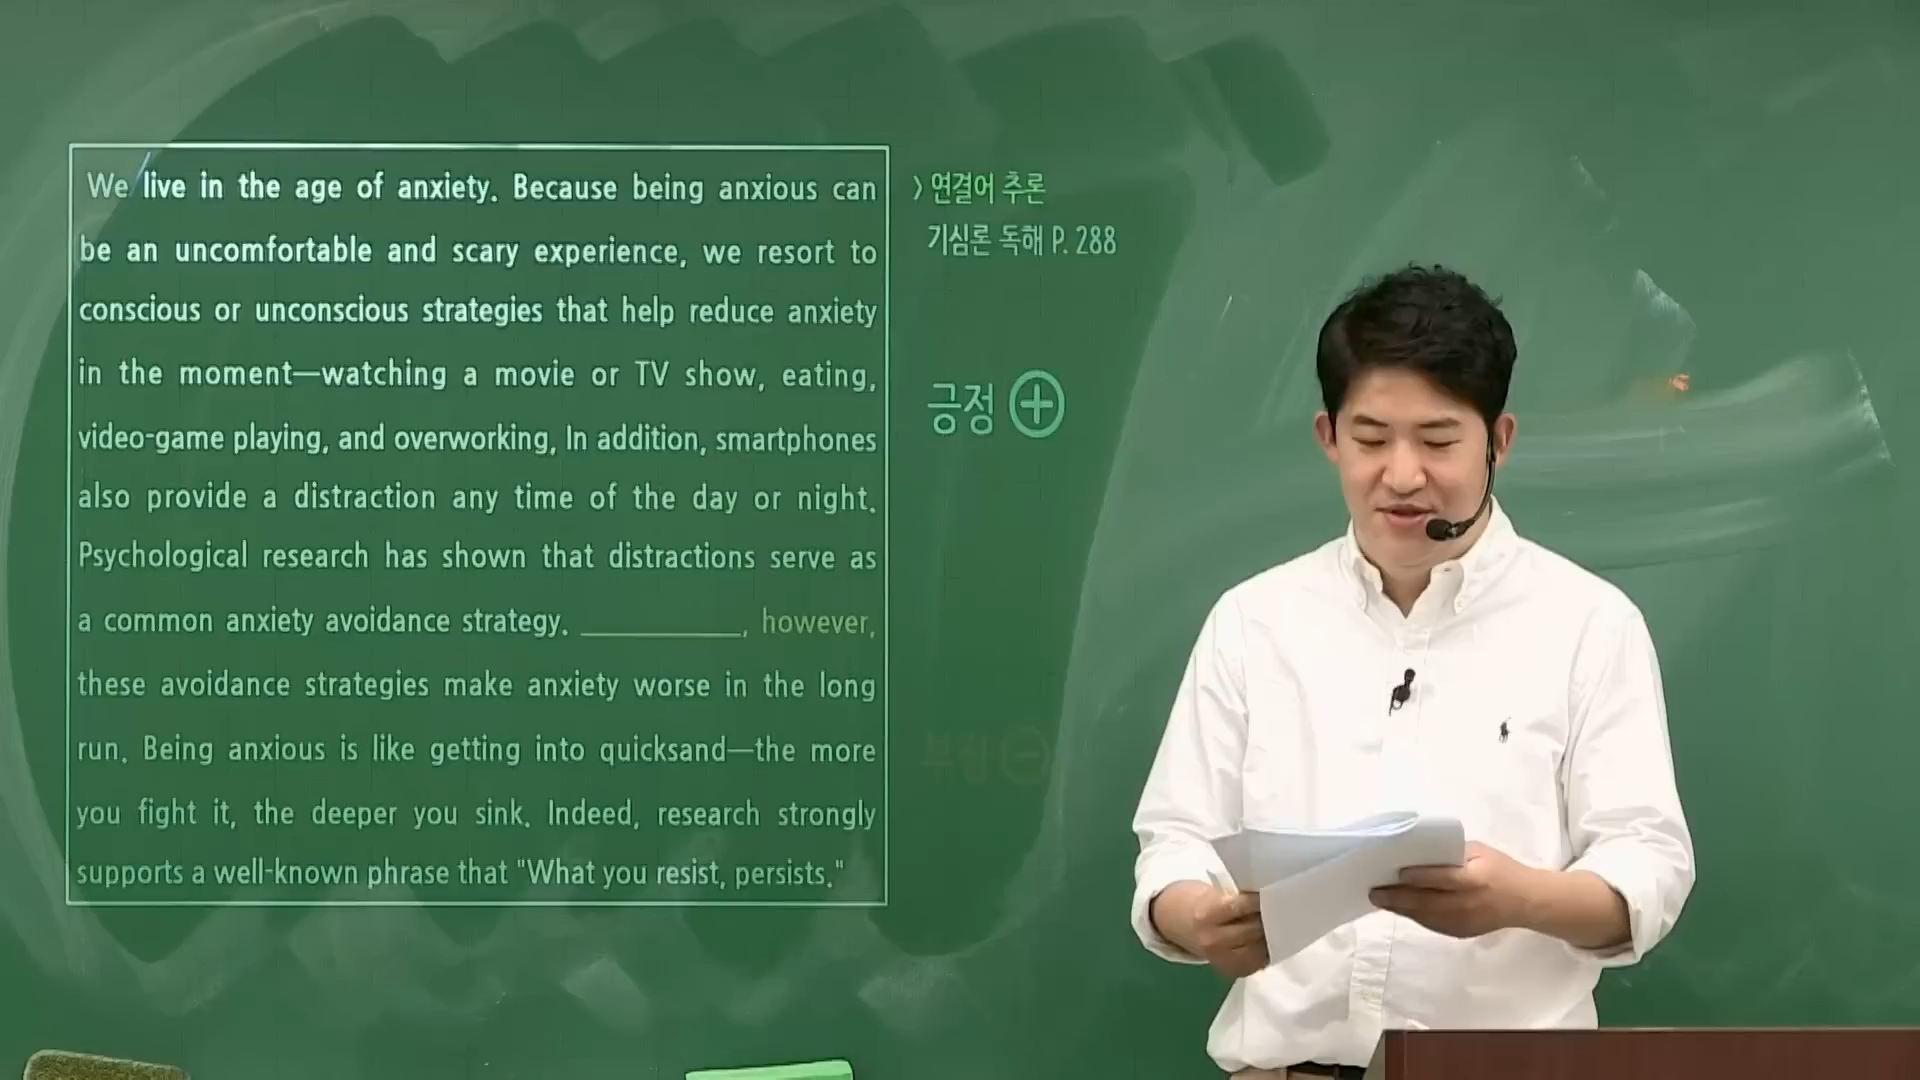 We live in the age of anxiety. Because being anxious can
be an uncomfortable and scary experience, we resort to
conscious or unconscious strategies that help reduce anxiety
in the moment—watching a movie or TV show, eating,
video-game playing, and overworking, In addition, smartphones
also provide a distraction any time of the day or night.
Psychological research has shown that distractions serve as
a common anxiety avoidance strategy. __________, however,
these avoidance strategies make anxiety worse in the long
run. Being anxious is like getting into quicksand—the more
you fight it, the deeper you sink. Indeed, research strongly
supports a well-known phrase that "What you resist, persists."
> 연결어 추론
기심론 독해 P. 288
긍정 ⊕